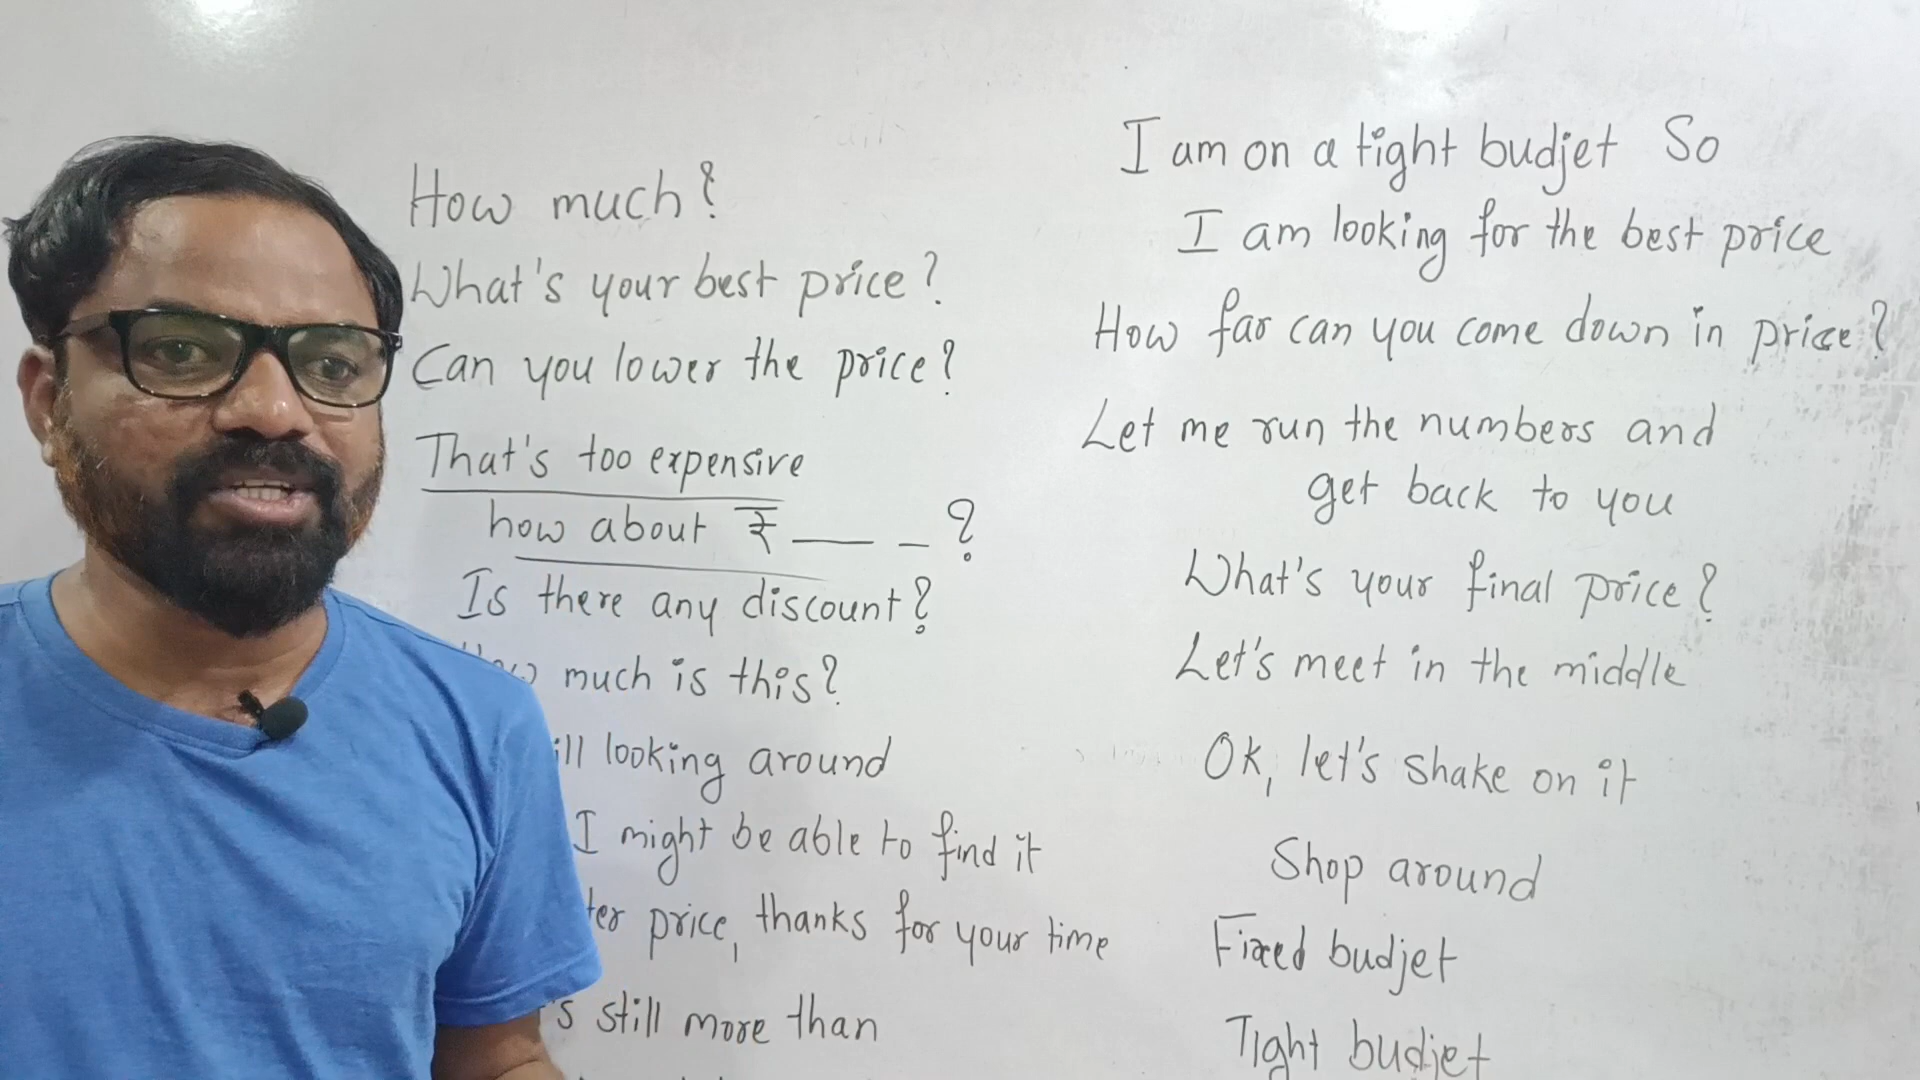 How much?
What's your best price?
Can you lower the price?
That's too expensive
how about ₹ ___ _?
Is there any discount?
much is this?
looking around
I might be able to find it
price, thanks for your time
still more than
I am on a tight budjet So
I am looking for the best price
How far can you come down in price?
Let me run the numbers and
get back to you
What's your final price?
Let's meet in the middle
Ok, let's shake on it
Shop around
Fixed budjet
Tight budjet